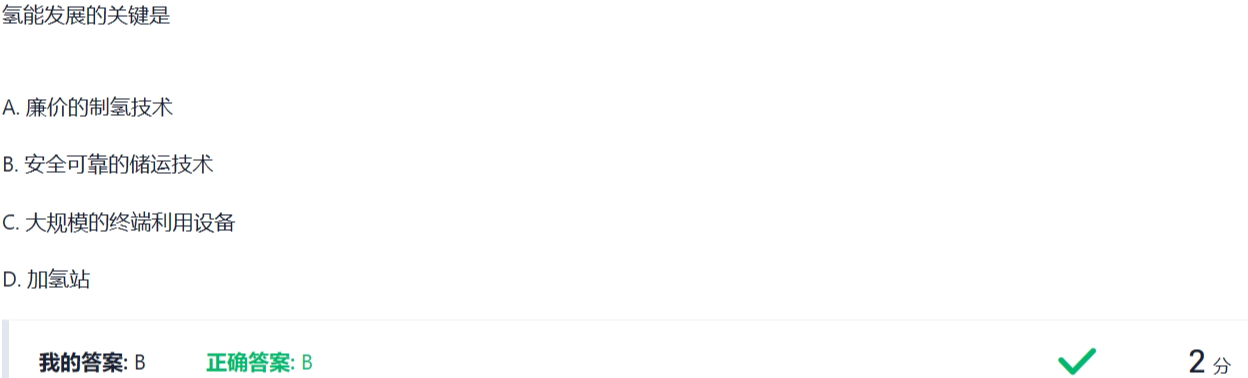 氢能发展的关键是
A. 廉价的制氢技术
B. 安全可靠的储运技术
C. 大规模的终端利用设备
D. 加氢站
我的答案: B 正确答案: B 2 分